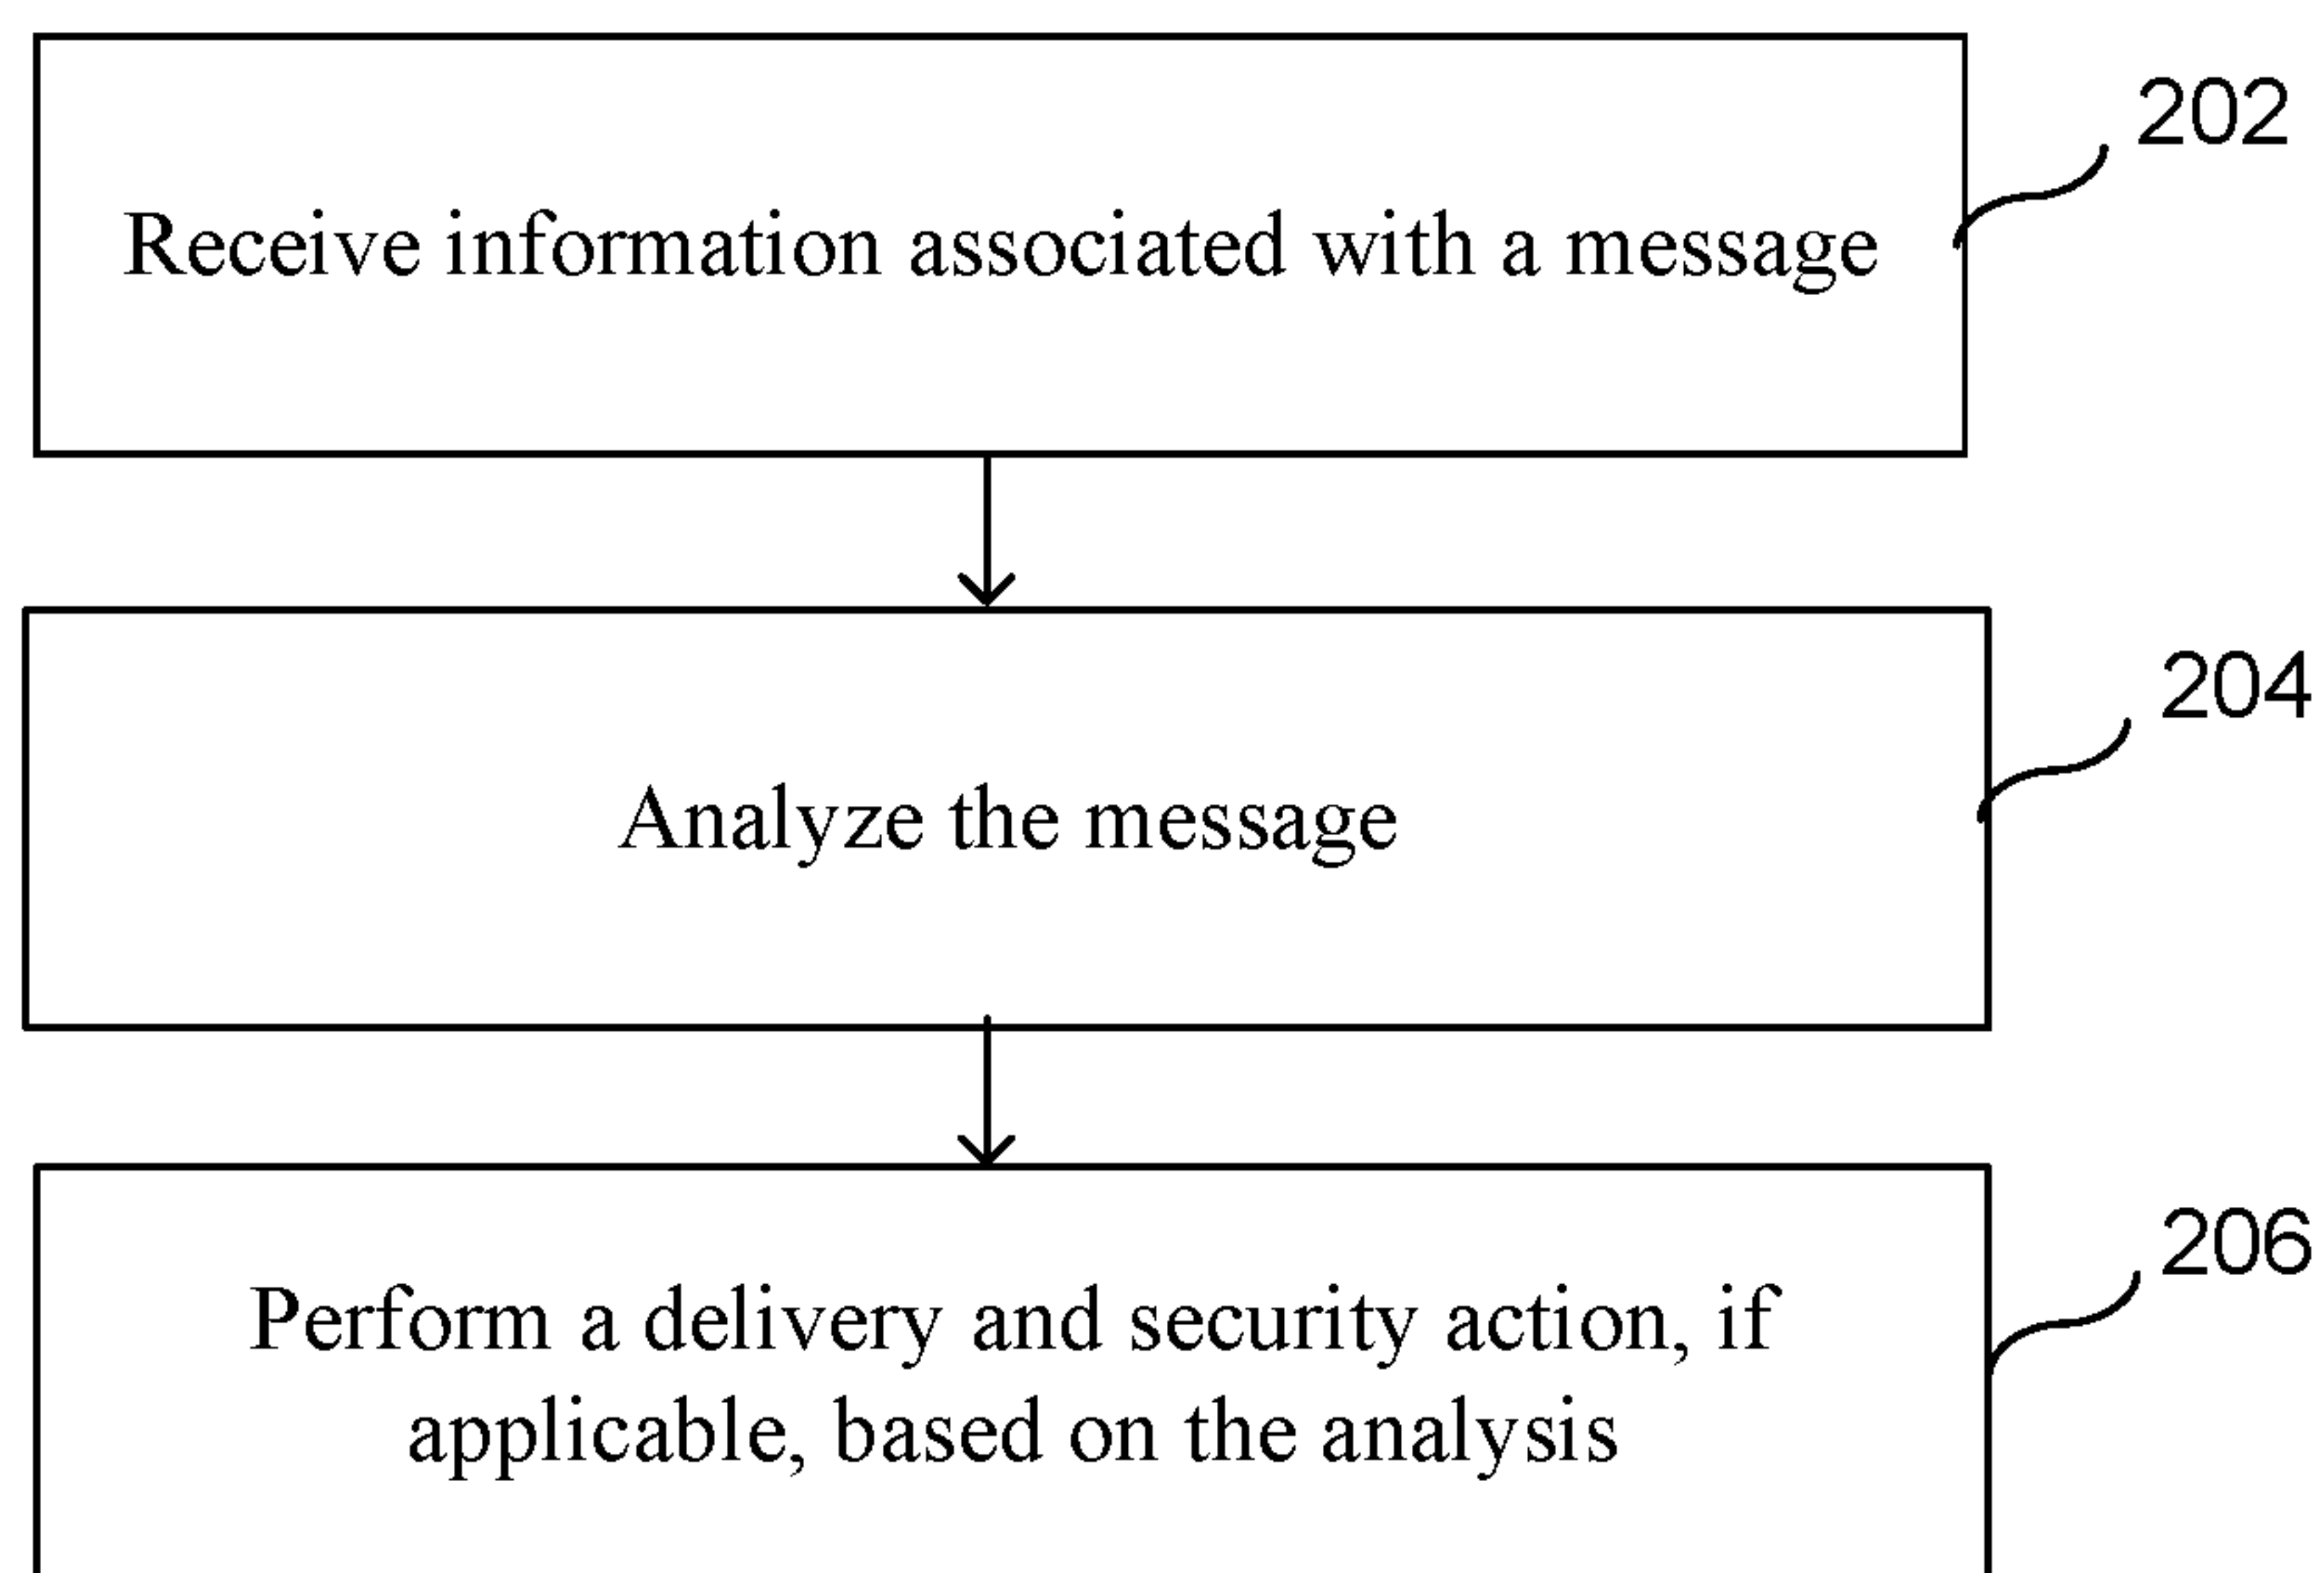 202
Receive information associated with a message
204
Analyze the message
206
Perform a delivery and security action, if
applicable, based on the analysis